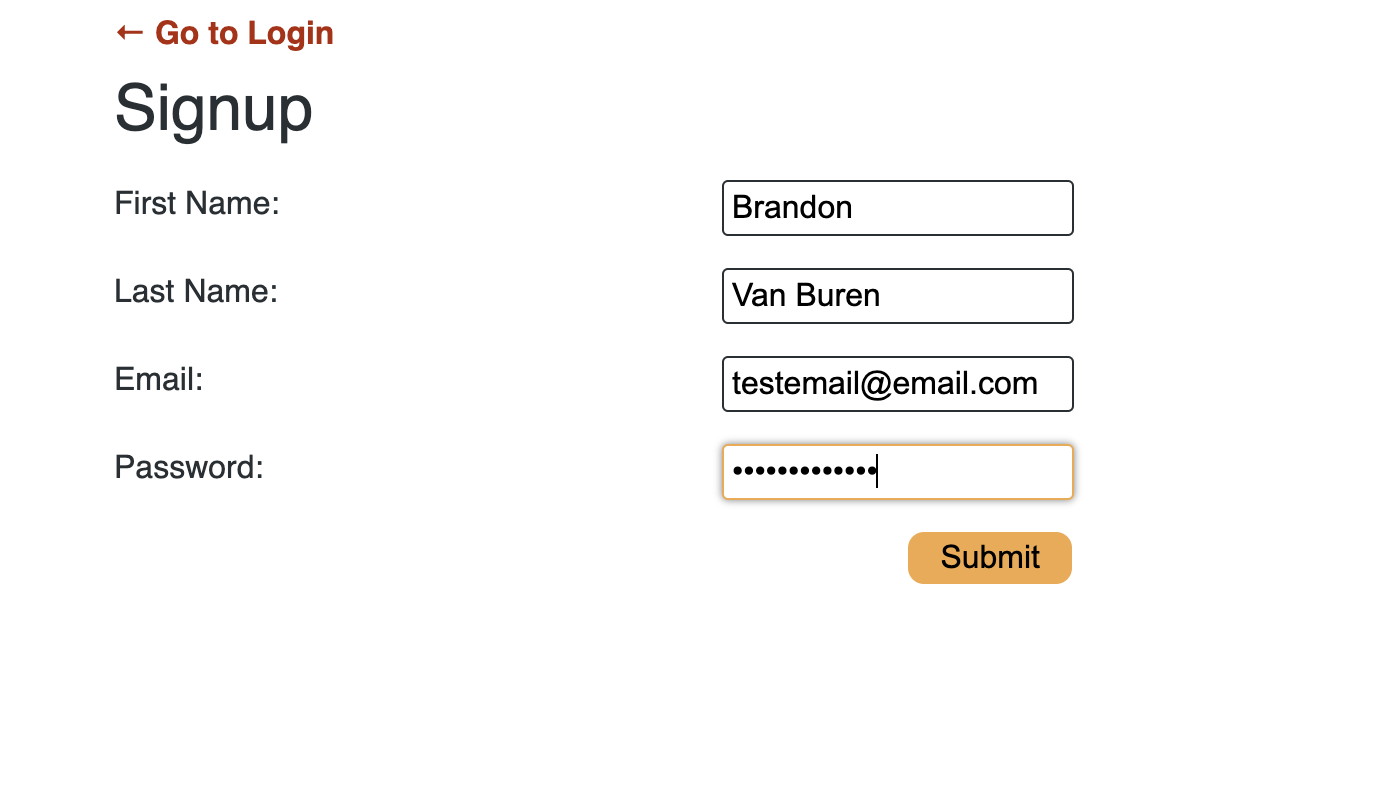 ← Go to Login
Signup
First Name: Brandon
Last Name: Van Buren
Email: testemail@email.com
Password: •••••••••••••
Submit